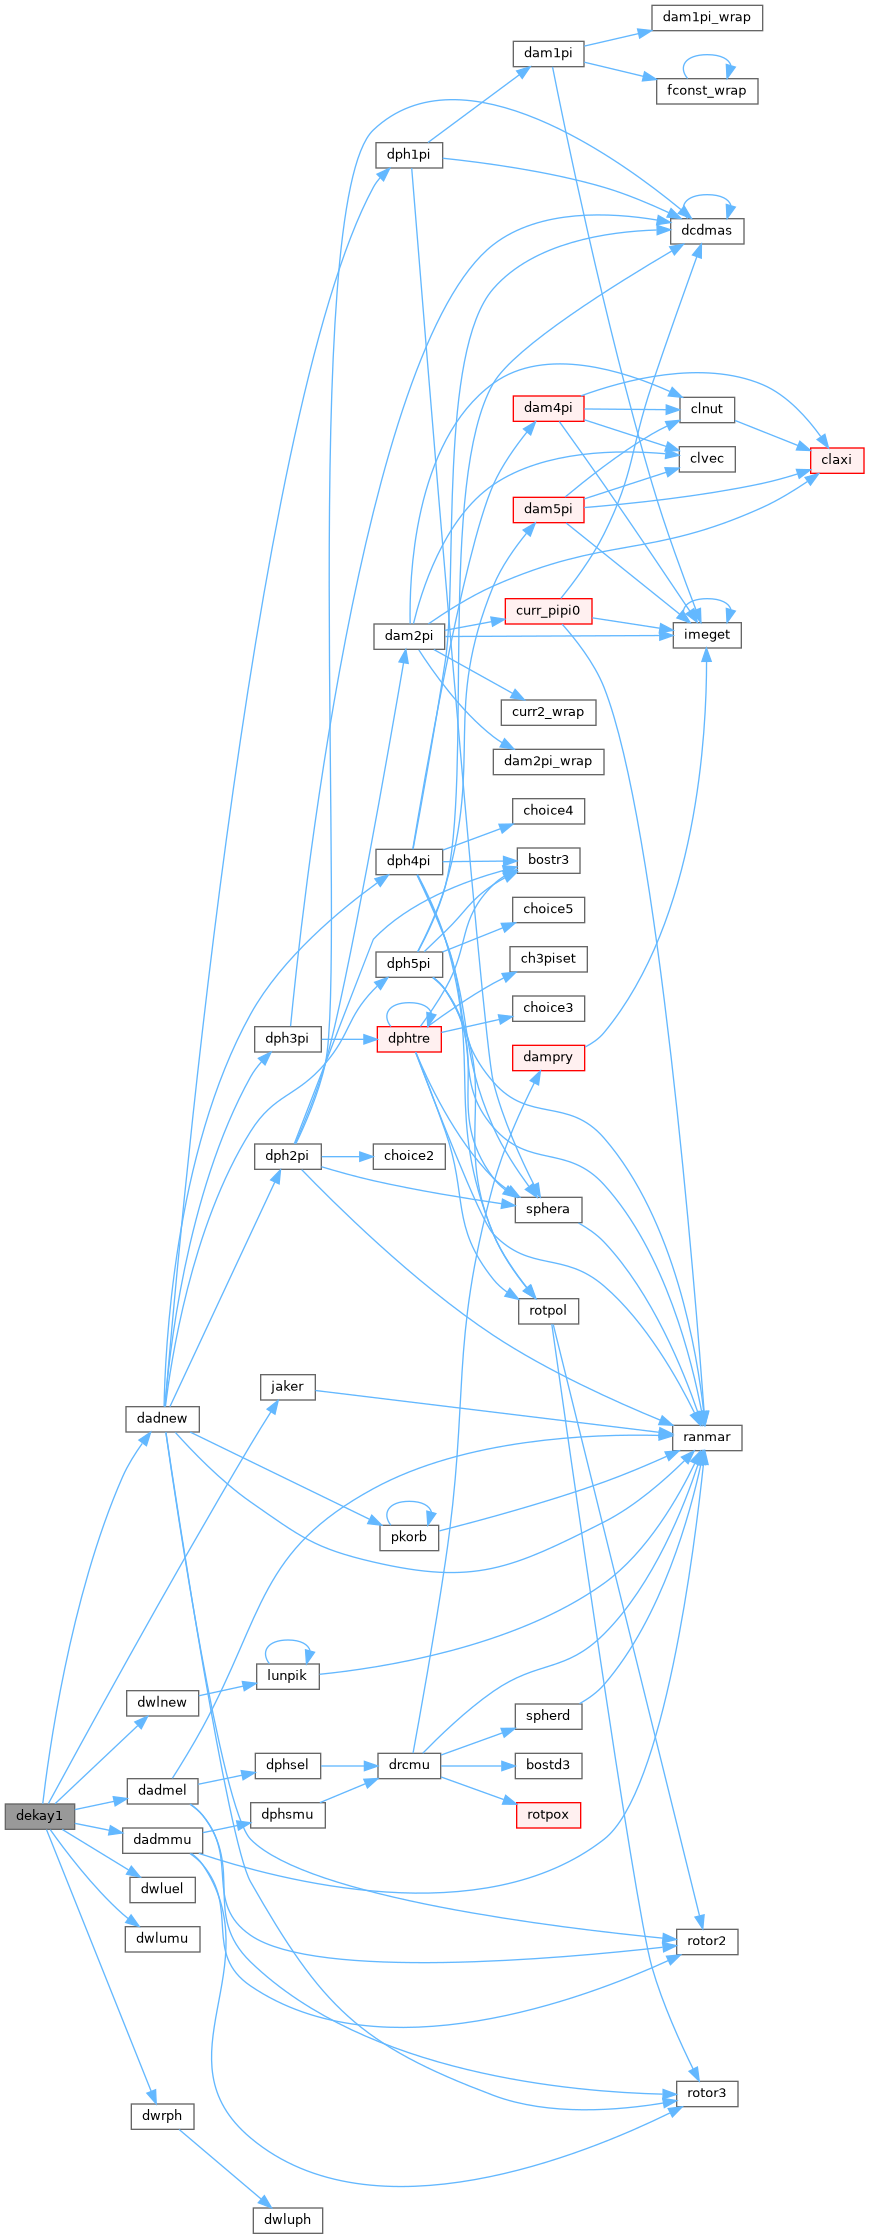 dam1pi_wrap
dam1pi
fconst_wrap
dph1pi
dcdmas
dam4pi
clnut
clvec
claxi
dam5pi
curr_pipi0
dam2pi
imeget
curr2_wrap
dam2pi_wrap
choice4
dph4pi
bostr3
choice5
dph5pi
ch3piset
choice3
dph3pi
dphtre
dampry
dph2pi
choice2
sphera
rotpol
jaker
dadnew
ranmar
pkorb
lunpik
dwlnew
spherd
dphsel
drcmu
bostd3
dadmel
dekay1
dphsmu
rotpox
dadmmu
dwluel
dwlumu
rotor2
rotor3
dwrph
dwluph